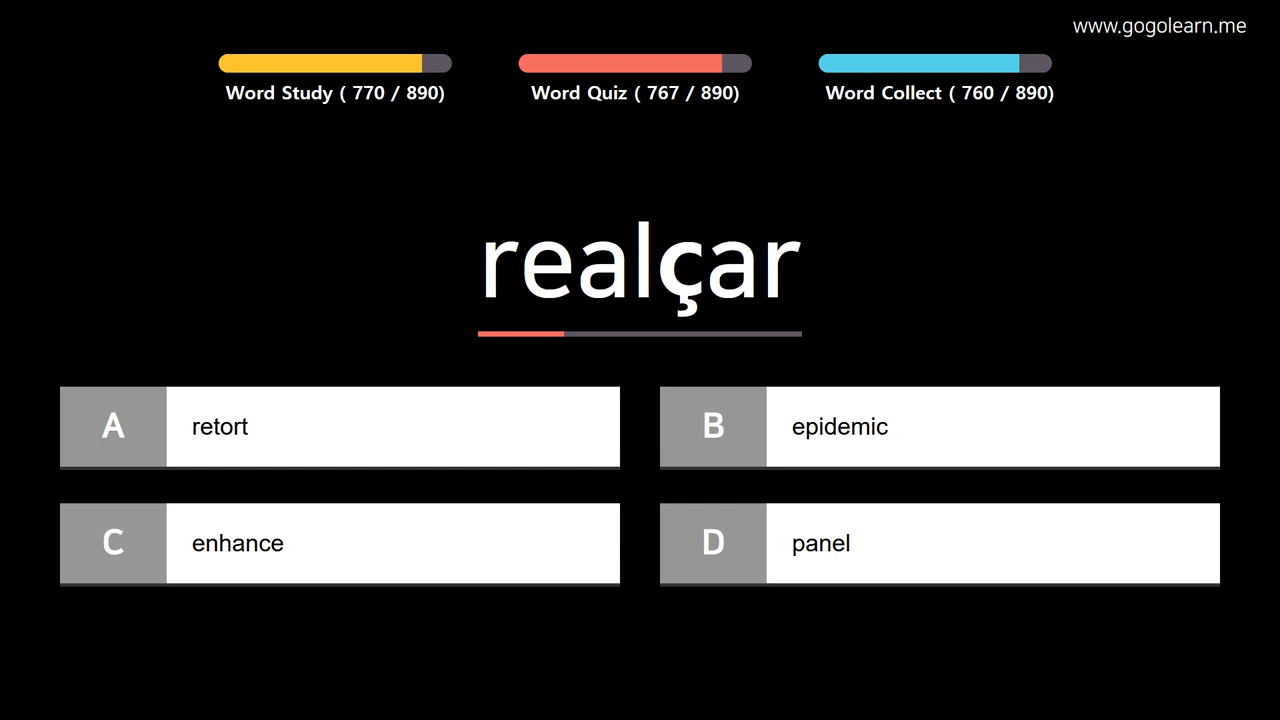 www.gogolearn.me
Word Study ( 770 / 890)
Word Quiz ( 767 / 890)
Word Collect ( 760 / 890)
realçar
A retort
B epidemic
C enhance
D panel